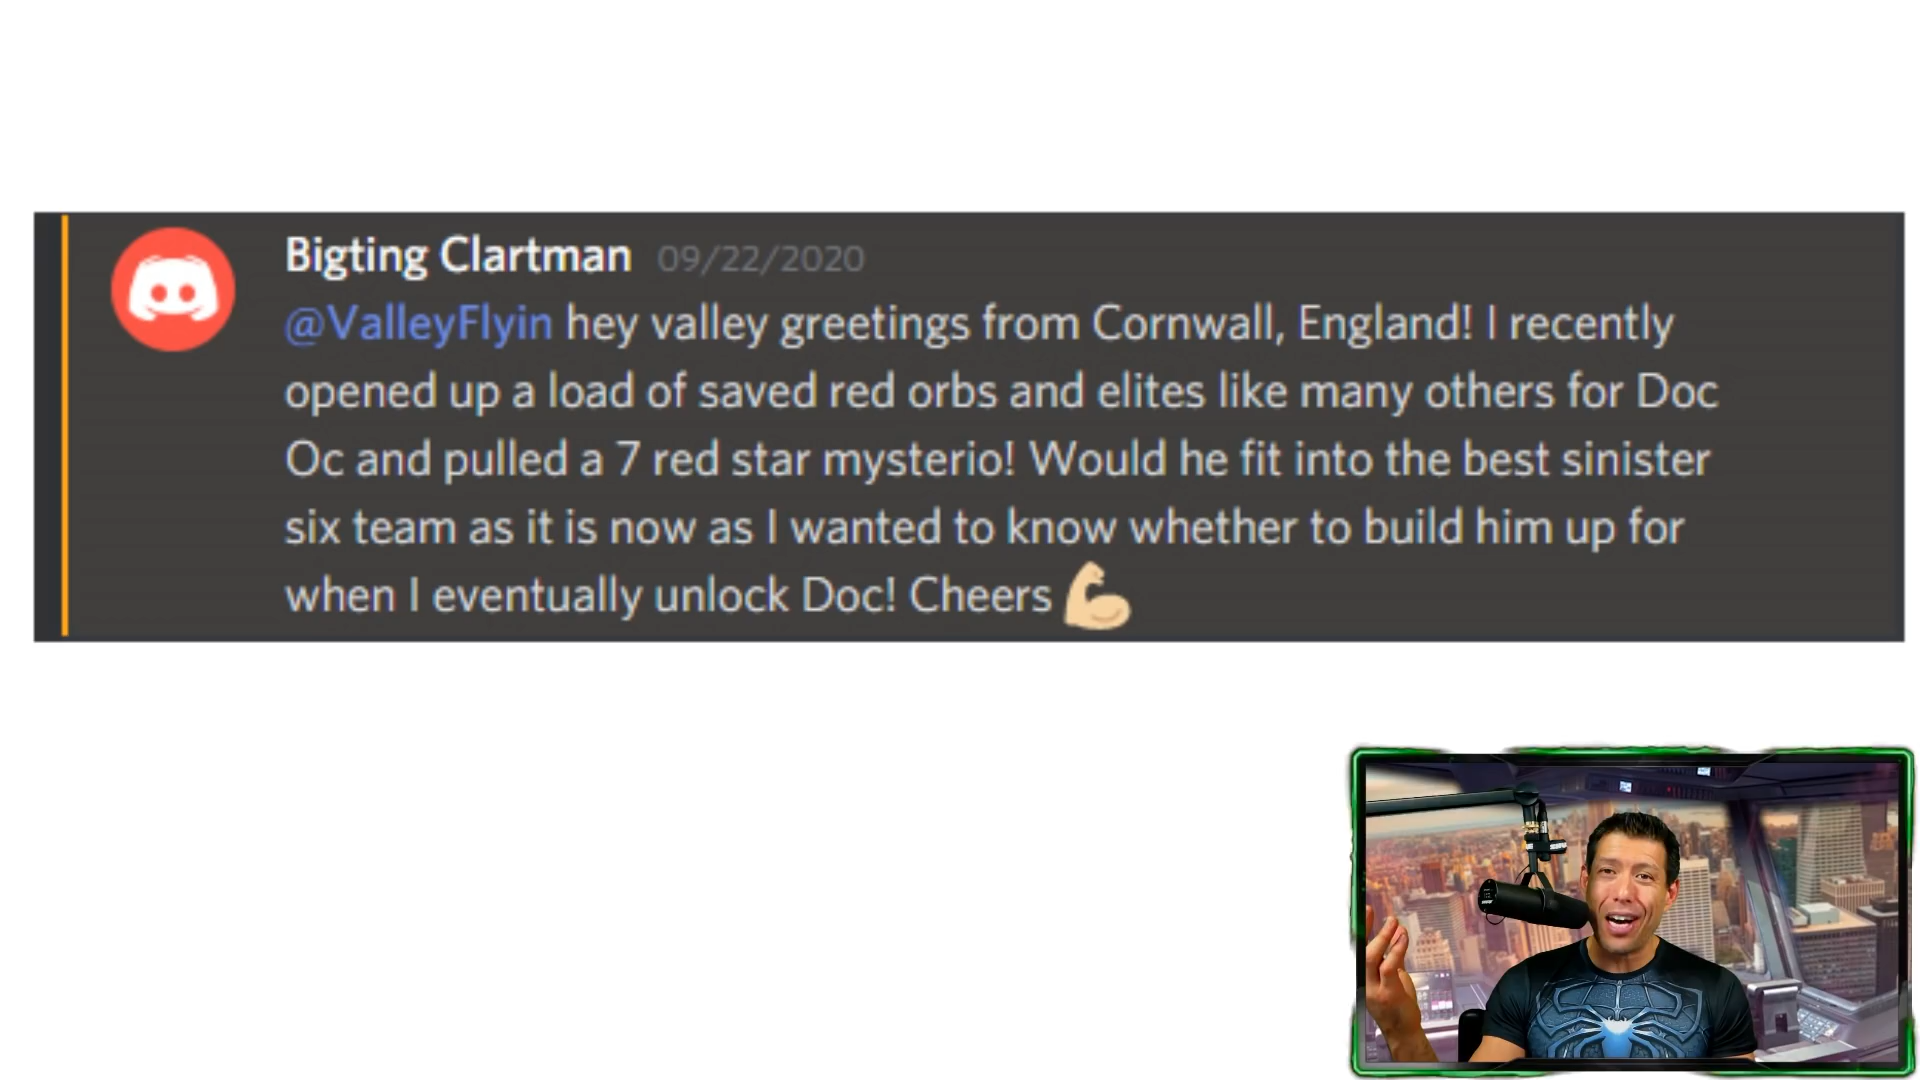 Bigting Clartman 09/22/2020
@ValleyFlyin hey valley greetings from Cornwall, England! I recently
opened up a load of saved red orbs and elites like many others for Doc
Oc and pulled a 7 red star mysterio! Would he fit into the best sinister
six team as it is now as I wanted to know whether to build him up for
when I eventually unlock Doc! Cheers 💪🏼